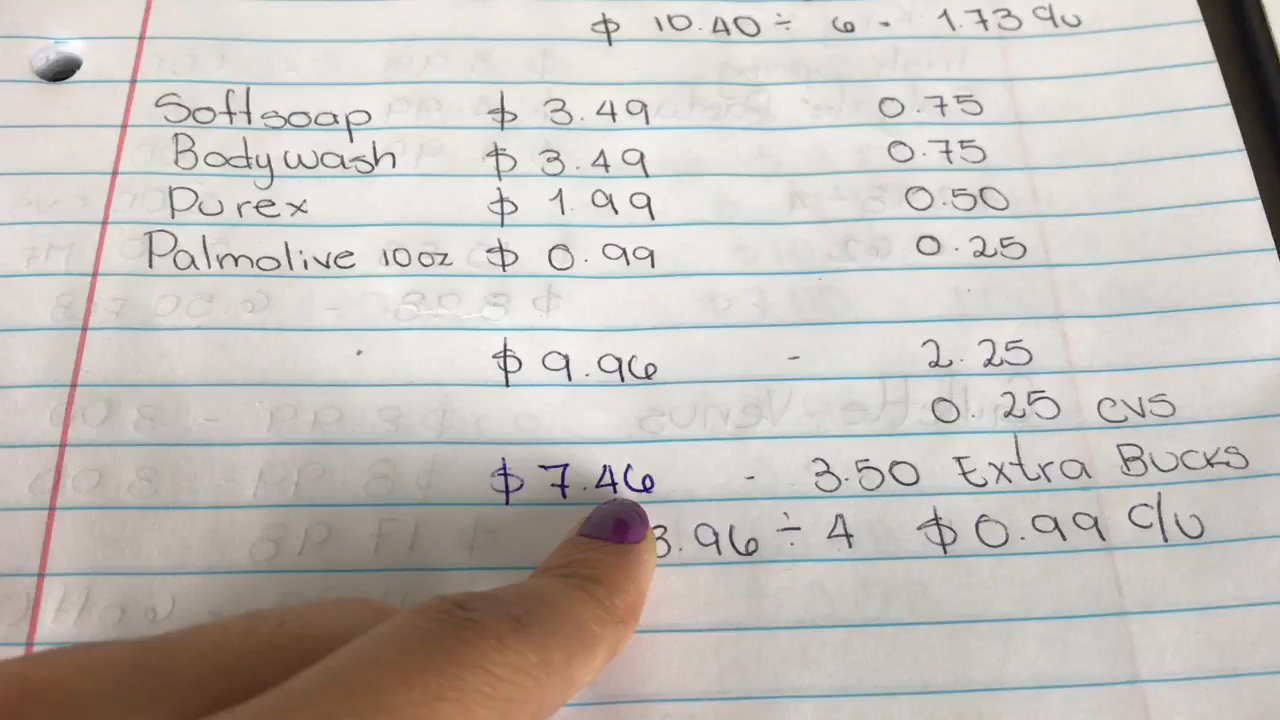 $ 10.40 ÷ 6 - 1.73 c/u
Softsoap $ 3.49 0.75
Bodywash $ 3.49 0.75
Purex $ 1.99 0.50
Palmolive 10oz $ 0.99 0.25
$ 9.96 - 2.25
0.25 CVS
$ 7.46 - 3.50 Extra Bucks
3.96 ÷ 4 $0.99 c/u